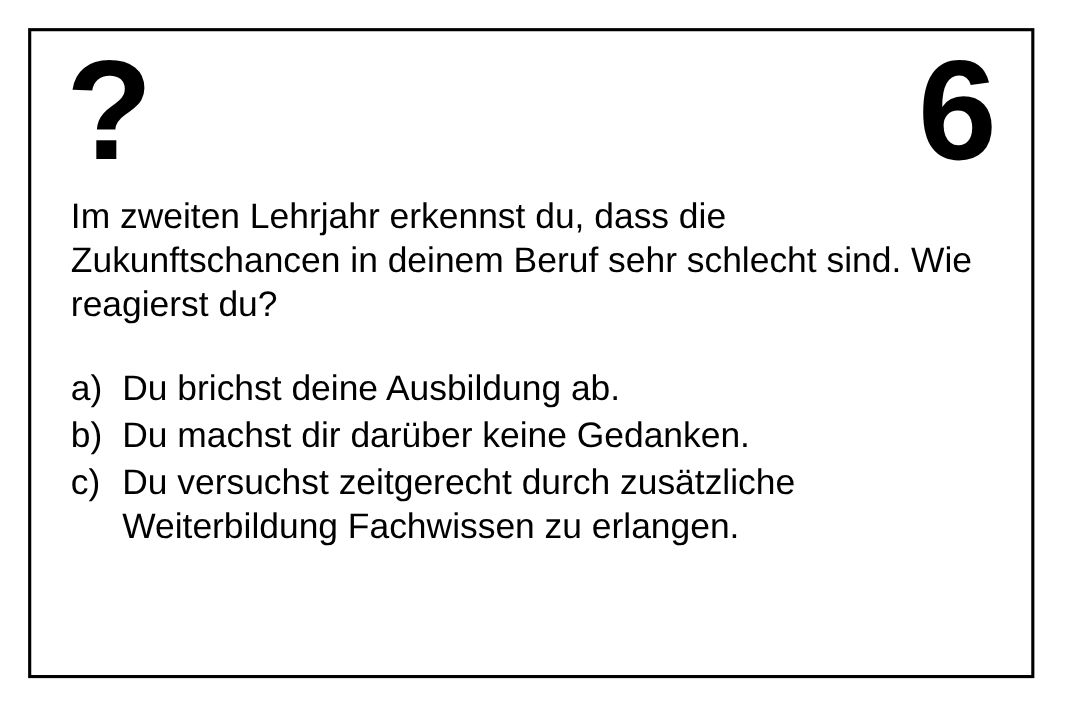 ? 6
Im zweiten Lehrjahr erkennst du, dass die
Zukunftschancen in deinem Beruf sehr schlecht sind. Wie
reagierst du?
a) Du brichst deine Ausbildung ab.
b) Du machst dir darüber keine Gedanken.
c) Du versuchst zeitgerecht durch zusätzliche
Weiterbildung Fachwissen zu erlangen.